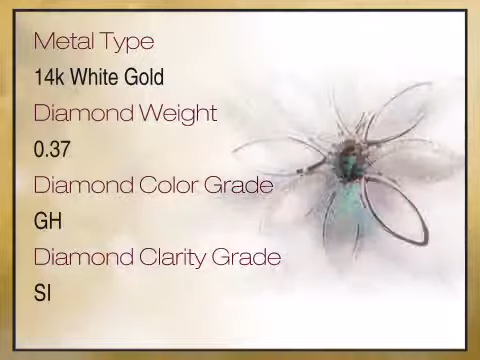 Metal Type
14k White Gold
Diamond Weight
0.37
Diamond Color Grade
GH
Diamond Clarity Grade
SI